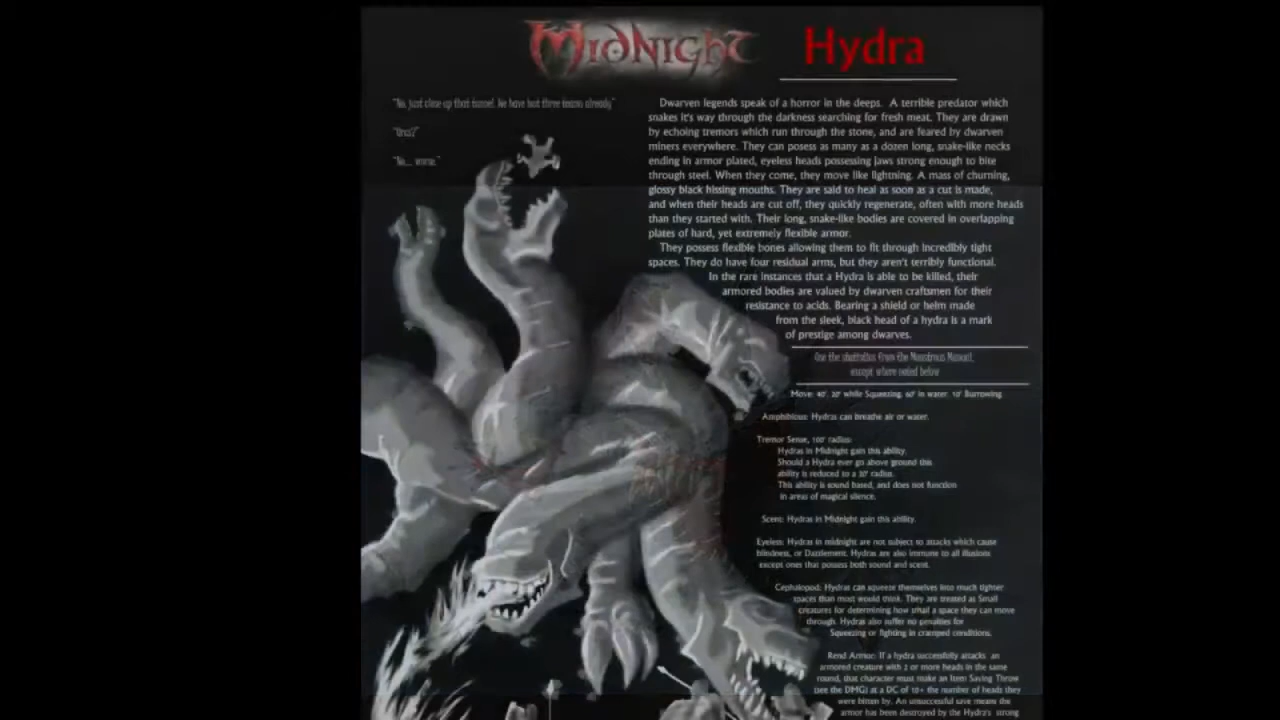 MIDNIGHT
Hydra
"No, just close up that tunnel. We have lost three teams already"
"Orcs?"
"No... worse."
Dwarven legends speak of a horror in the deeps. A terrible predator which
snakes it's way through the darkness searching for fresh meat. They are drawn
by echoing tremors which run through the stone, and are feared by dwarven
miners everywhere. They can posess as many as a dozen long, snake-like necks
ending in armor plated, eyeless heads possessing jaws strong enough to bite
through steel. When they come, they move like lightning. A mass of churning,
glossy black hissing mouths. They are said to heal as soon as a cut is made,
and when their heads are cut off, they quickly regenerate, often with more heads
than they started with. Their long, snake-like bodies are covered in overlapping
plates of hard, yet extremely flexible armor.
They possess flexible bones allowing them to fit through incredibly tight
spaces. They do have four residual arms, but they aren't terribly functional.
In the rare instances that a Hydra is able to be killed, their
armored bodies are valued by dwarven craftsmen for their
resistance to acids. Bearing a shield or helm made
from the sleek, black head of a hydra is a mark
of prestige among dwarves.
Use the statistics from the Monstrous Manual,
except where noted below
Move: 40', 20' while Squeezing, 60' in water, 10' Burrowing
Amphibious: Hydras can breathe air or water.
Tremor Sense, 100' radius:
Hydras in Midnight gain this ability.
Should a Hydra ever go above ground this
ability is reduced to a 30' radius.
This ability is sound based, and does not function
in areas of magical silence.
Scent: Hydras in Midnight gain this ability.
Eyeless: Hydras in midnight are not subject to attacks which cause
blindness, or Dazzlement. Hydras are also immune to all illusions
except ones that possess both sound and scent.
Cephalopod: Hydras can squeeze themselves into much tighter
spaces than most would think. They are treated as Small
creatures for determining how small a space they can move
through. Hydras also suffer no penalties for
Squeezing or fighting in cramped conditions.
Rend Armor: If a hydra successfully attacks an
armored creature with 2 or more heads in the same
round, that character must make an Item Saving Throw
(see the DMG) at a DC of 10+ the number of heads they
were bitten by. An unsuccessful save means the
armor has been destroyed by the Hydra's strong